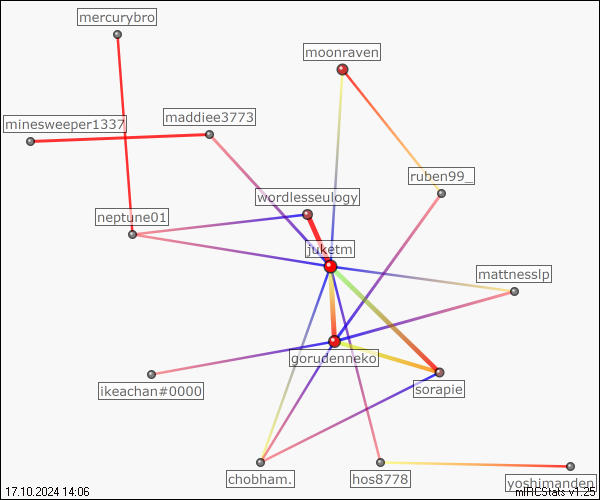 mercurybro
moonraven
minesweeper1337
maddiee3773
ruben99_
wordlesseulogy
neptune01
juketm
mattnesslp
gorudenneko
ikeachan#0000
sorapie
chobham.
hos8778
yoshimanden
17.10.2024 14:06
mIRCStats v1.25